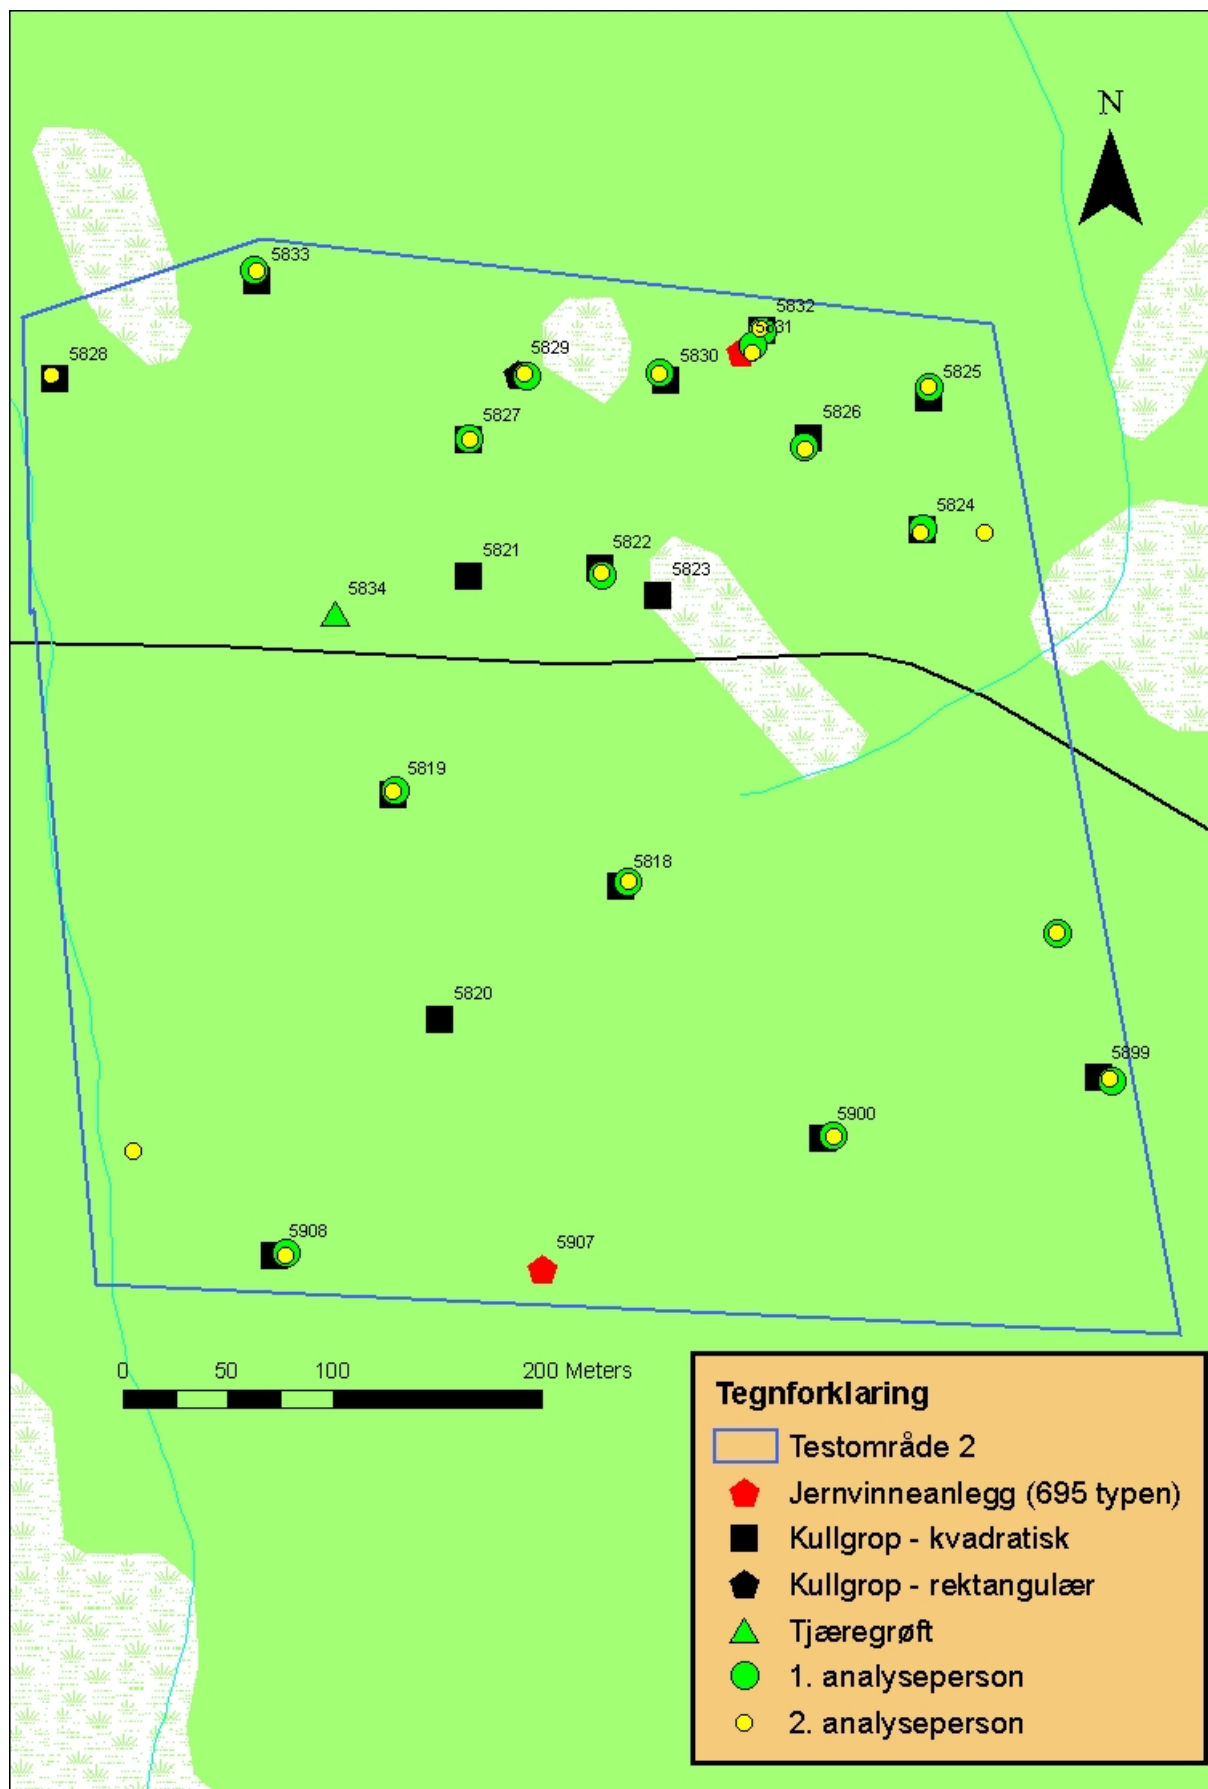 N
5833
5832
5831
5828
5829
5830
5825
5827
5826
5824
5822
5821
5823
5834
5819
5818
5820
5899
5900
5908
5907
0 50 100 200 Meters
Tegnforklaring
Testområde 2
Jernvinneanlegg (695 typen)
Kullgrop - kvadratisk
Kullgrop - rektangulær
Tjæregrøft
1. analyseperson
2. analyseperson